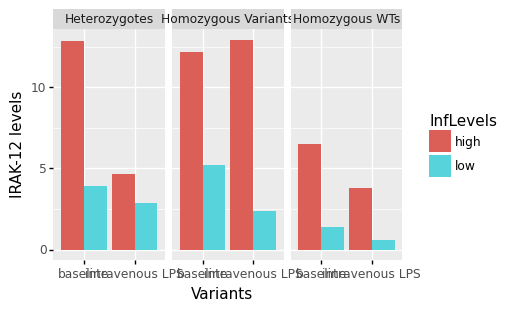 Heterozygotes Homozygous Variants Homozygous WTs
IRAK-12 levels
10
5
0
InfLevels
high
low
baseline intravenous LPS baseline intravenous LPS baseline intravenous LPS
Variants